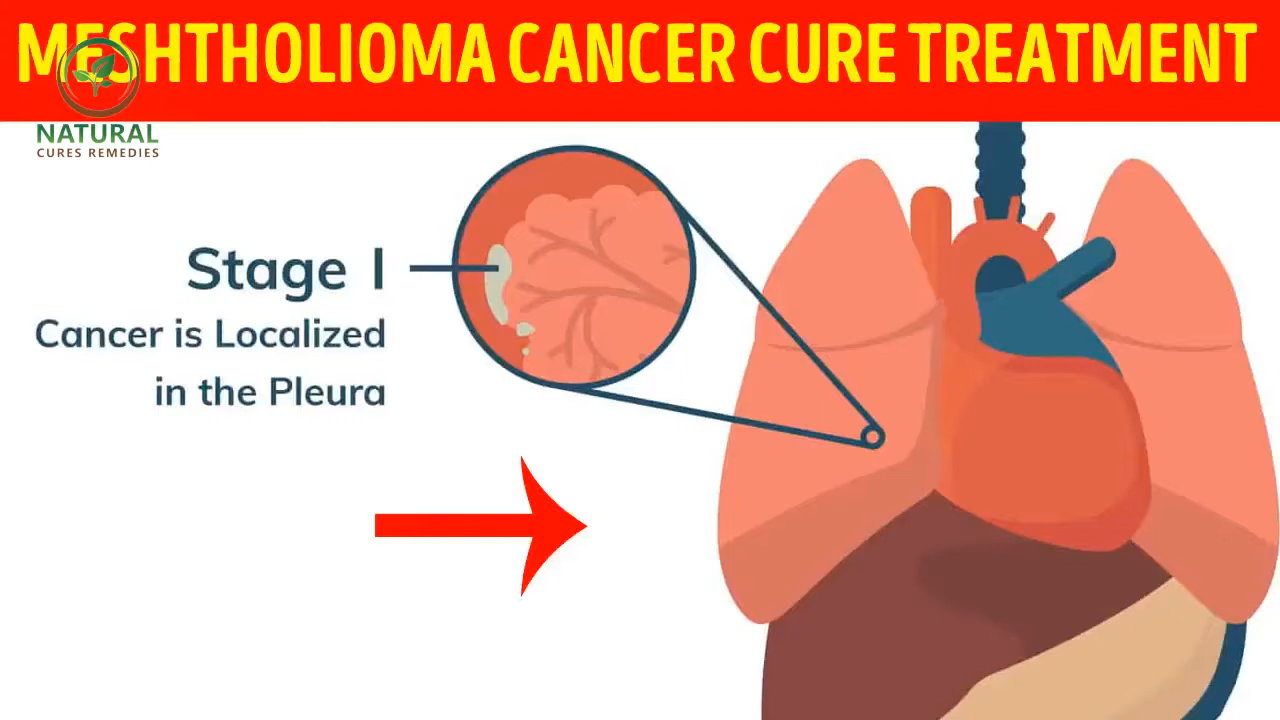 MESHTHOLIOMA CANCER CURE TREATMENT
NATURAL
CURES REMEDIES
Stage I
Cancer is Localized
in the Pleura